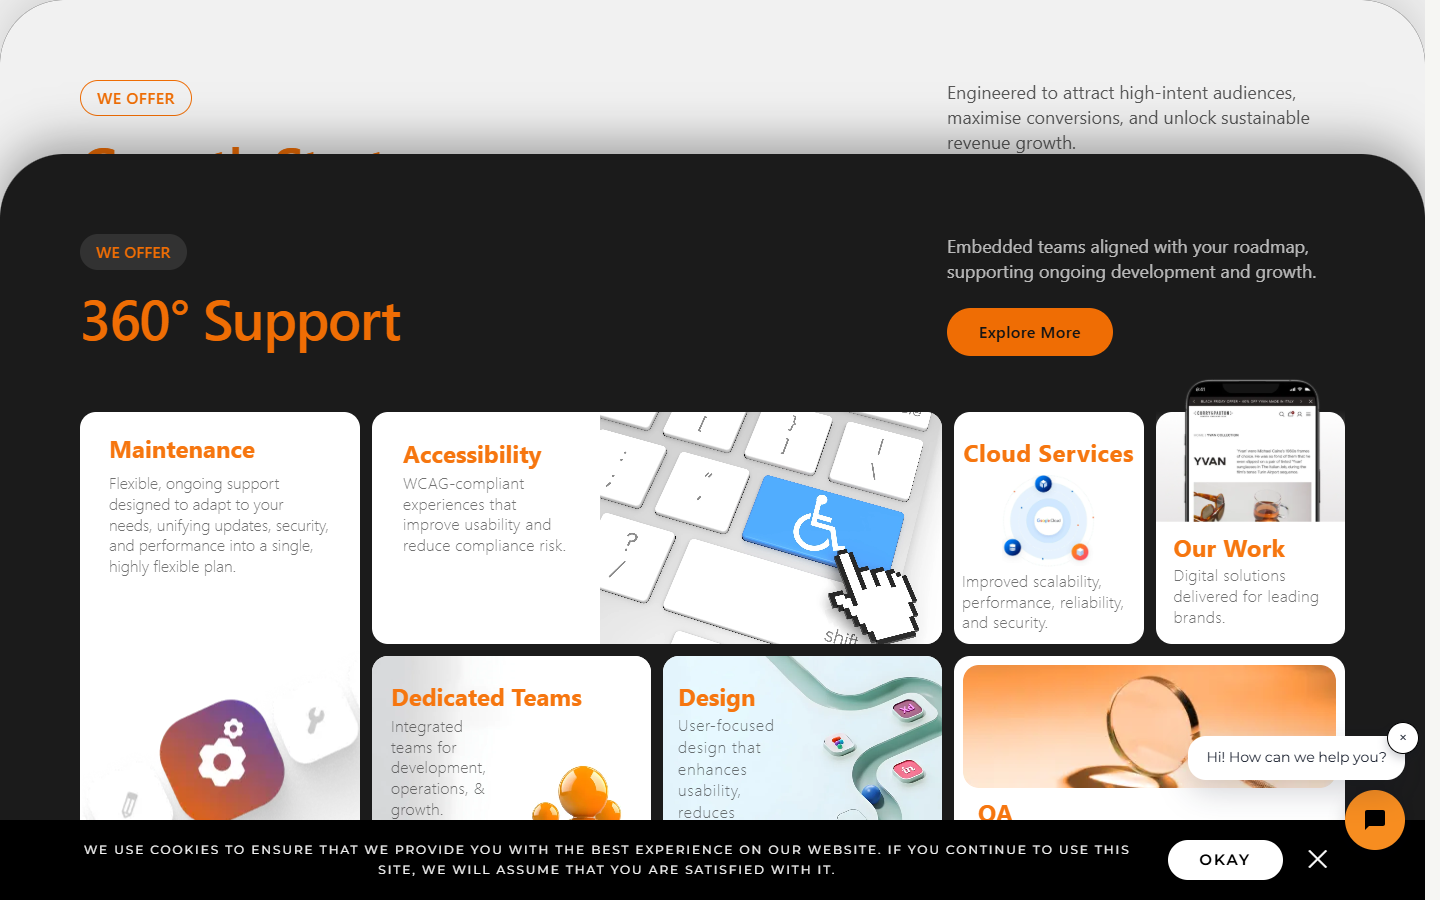 WE OFFER
Engineered to attract high-intent audiences,
maximise conversions, and unlock sustainable
revenue growth.
WE OFFER
360° Support
Embedded teams aligned with your roadmap,
supporting ongoing development and growth.
Explore More
Maintenance
Flexible, ongoing support
designed to adapt to your
needs, unifying updates, security,
and performance into a single,
highly flexible plan.
Accessibility
WCAG-compliant
experiences that
improve usability and
reduce compliance risk.
shift
Cloud Services
Improved scalability,
performance, reliability,
and security.
YVAN
Our Work
Digital solutions
delivered for leading
brands.
Dedicated Teams
Integrated
teams for
development,
operations, &
growth.
Design
User-focused
design that
enhances
usability,
reduces
Xd
in
QA
Hi! How can we help you?
×
WE USE COOKIES TO ENSURE THAT WE PROVIDE YOU WITH THE BEST EXPERIENCE ON OUR WEBSITE. IF YOU CONTINUE TO USE THIS
SITE, WE WILL ASSUME THAT YOU ARE SATISFIED WITH IT.
OKAY